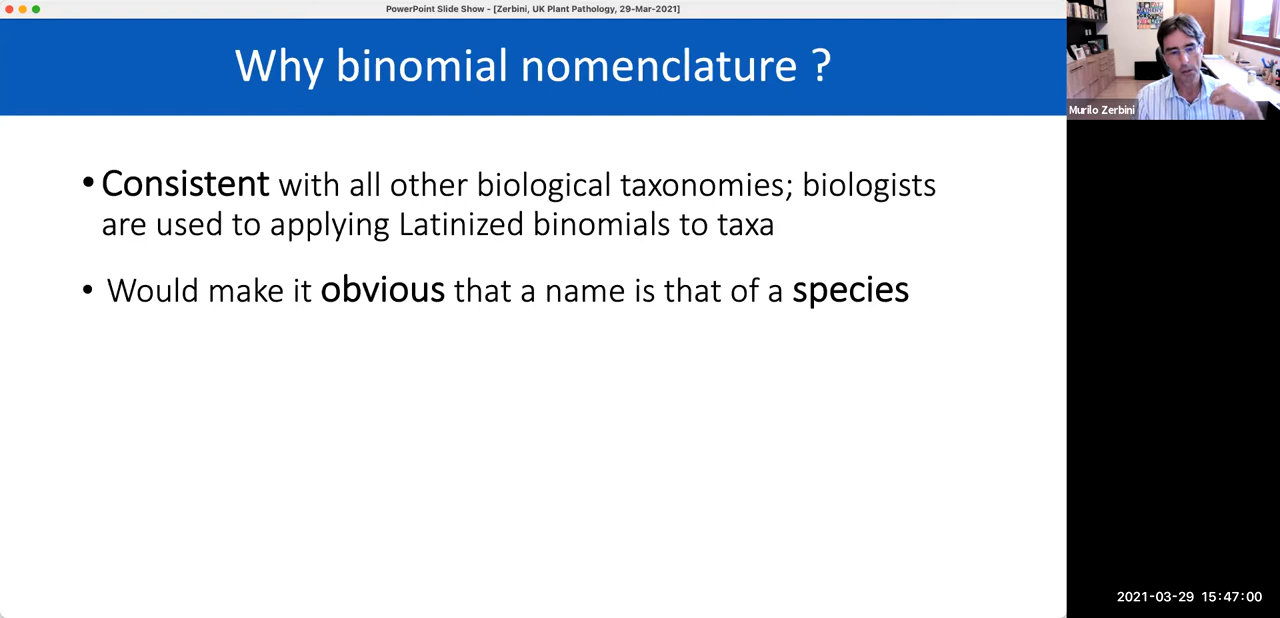 PowerPoint Slide Show - [Zerbini, UK Plant Pathology, 29-Mar-2021]
Why binomial nomenclature ?
• Consistent with all other biological taxonomies; biologists
are used to applying Latinized binomials to taxa
• Would make it obvious that a name is that of a species
Murilo Zerbini
2021-03-29 15:47:00